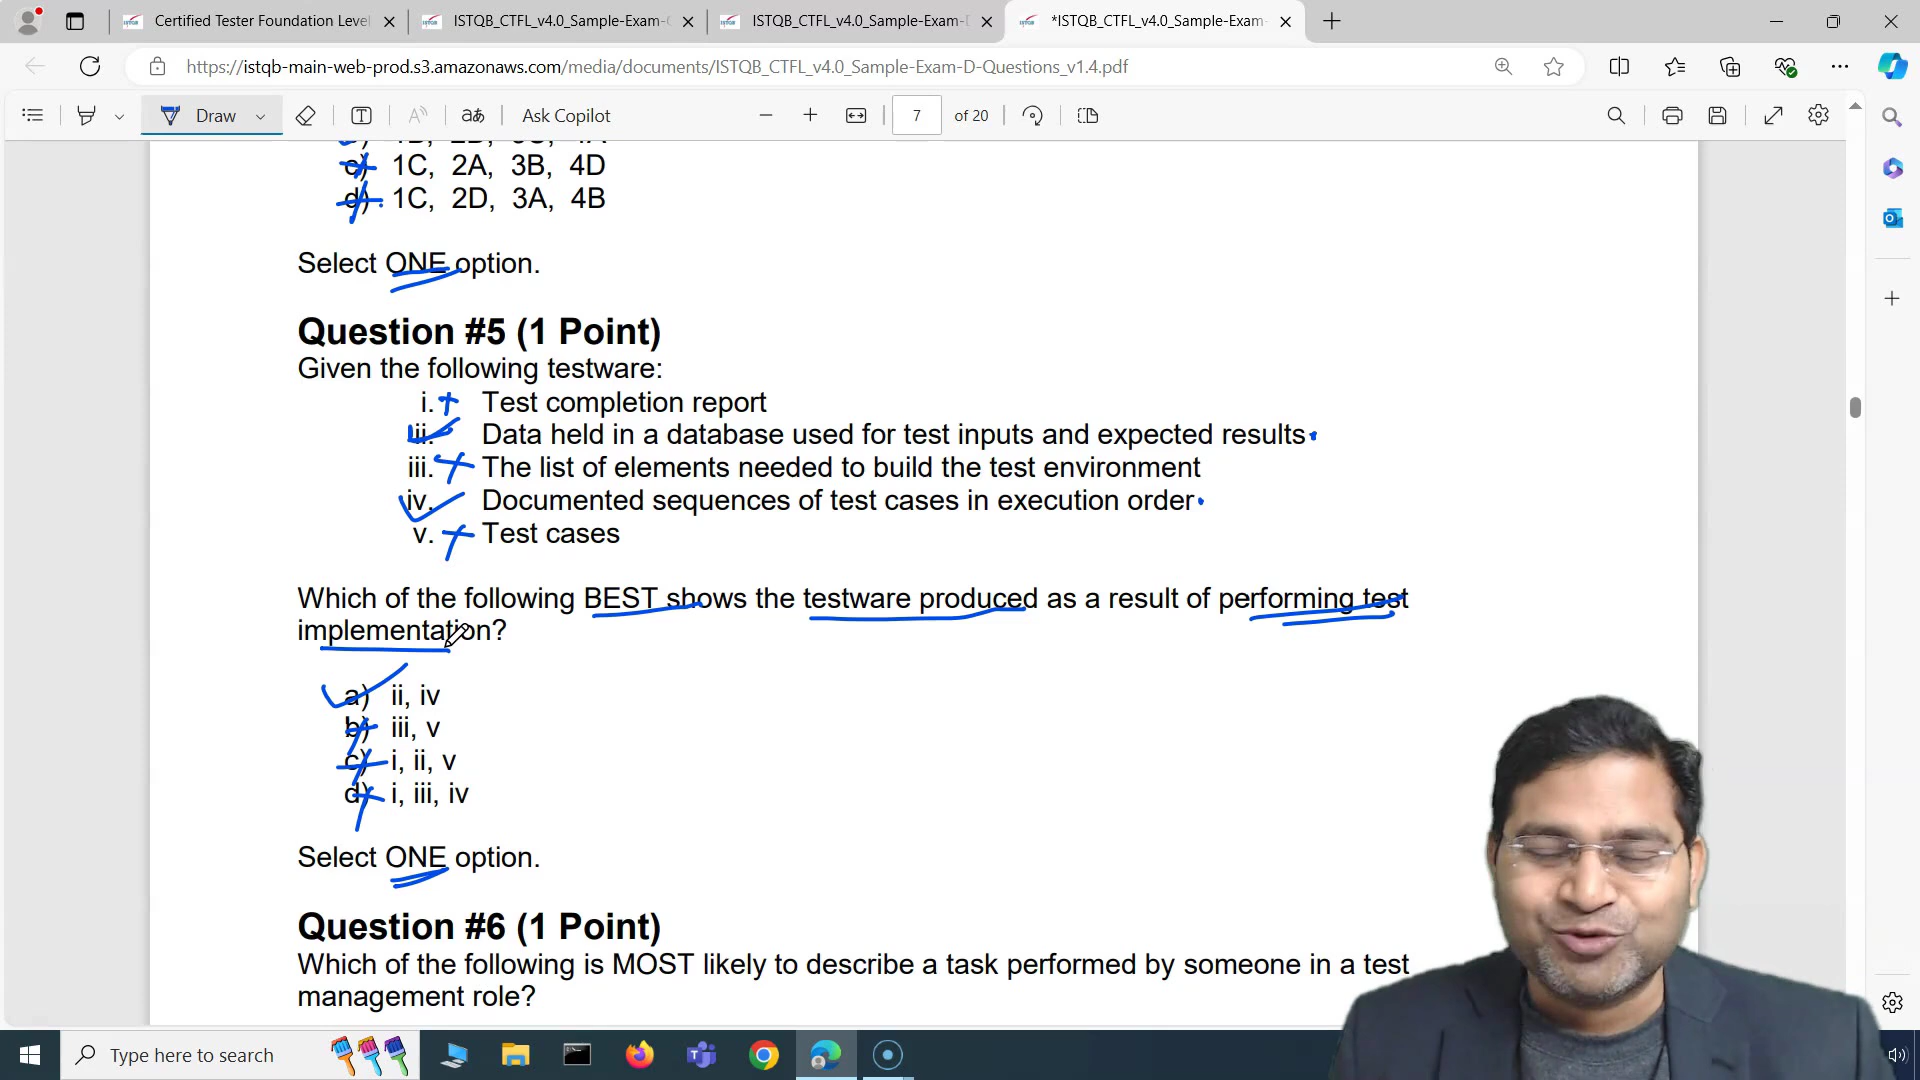 Certified Tester Foundation Level
ISTQB_CTFL_v4.0_Sample-Exam-C
ISTQB_CTFL_v4.0_Sample-Exam-D
*ISTQB_CTFL_v4.0_Sample-Exam-
https://istqb-main-web-prod.s3.amazonaws.com/media/documents/ISTQB_CTFL_v4.0_Sample-Exam-D-Questions_v1.4.pdf
Draw
Ask Copilot
7 of 20
c) 1C, 2A, 3B, 4D
d) 1C, 2D, 3A, 4B
Select ONE option.
Question #5 (1 Point)
Given the following testware:
i. Test completion report
ii. Data held in a database used for test inputs and expected results
iii. The list of elements needed to build the test environment
iv. Documented sequences of test cases in execution order
v. Test cases
Which of the following BEST shows the testware produced as a result of performing test
implementation?
a) ii, iv
b) iii, v
c) i, ii, v
d) i, iii, iv
Select ONE option.
Question #6 (1 Point)
Which of the following is MOST likely to describe a task performed by someone in a test
management role?
Type here to search